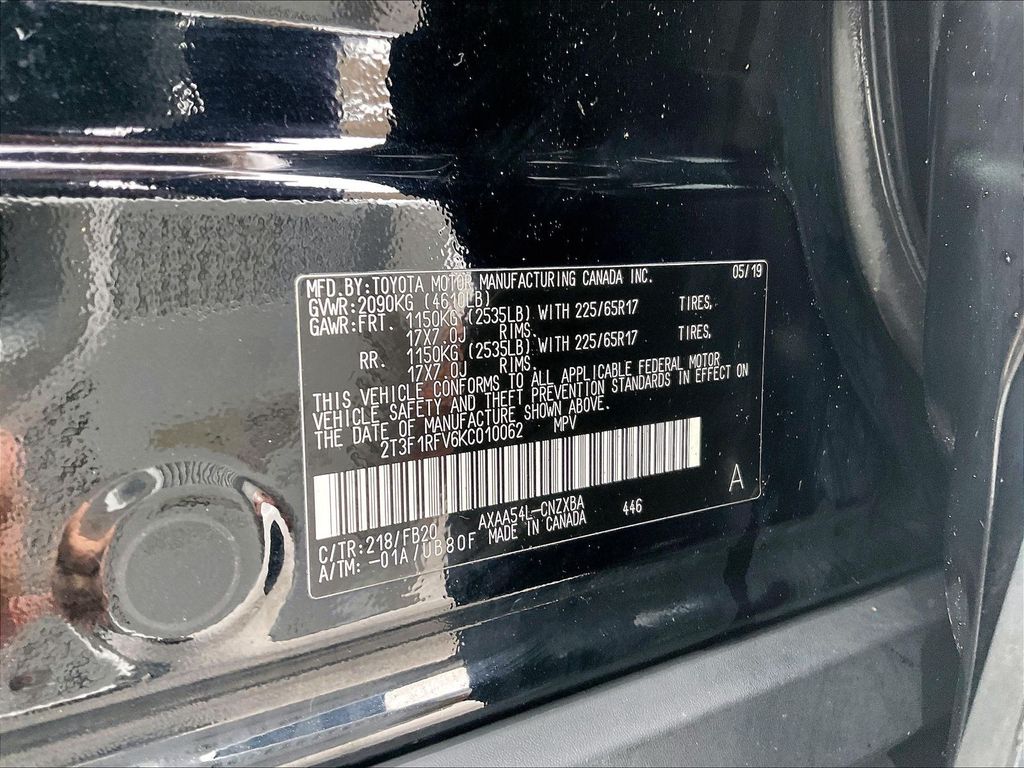 MFD.BY:TOYOTA MOTOR MANUFACTURING CANADA INC. 05/19
GVWR:2090KG (4610LB)
GAWR:FRT. 1150KG (2535LB) WITH 225/65R17 TIRES,
17X7.0J RIMS.
RR. 1150KG (2535LB) WITH 225/65R17 TIRES,
17X7.0J RIMS.
THIS VEHICLE CONFORMS TO ALL APPLICABLE FEDERAL MOTOR
VEHICLE SAFETY AND THEFT PREVENTION STANDARDS IN EFFECT ON
THE DATE OF MANUFACTURE SHOWN ABOVE.
2T3F1RFV6KC010062 MPV
A
C/TR:218/FB20 AXAA54L-CNZXBA 446
A/TM:-01A/UB80F MADE IN CANADA